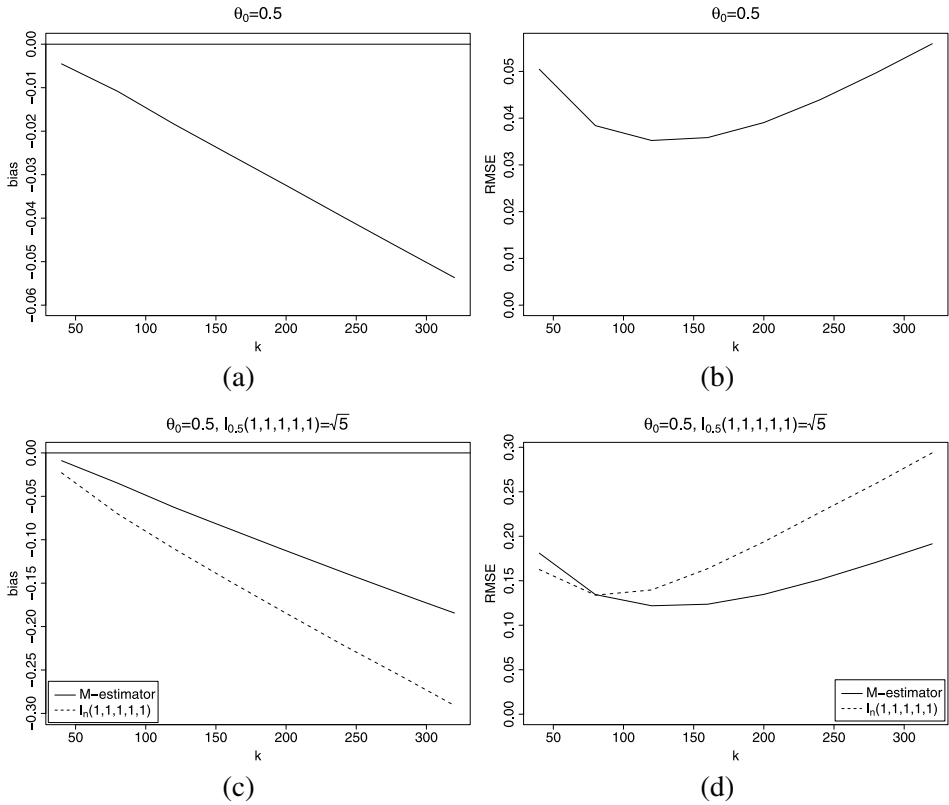 θ₀=0.5
bias
0.00
−0.01
−0.02
−0.03
−0.04
−0.05
−0.06
50 100 150 200 250 300
k
(a)
θ₀=0.5
RMSE
0.05
0.04
0.03
0.02
0.01
0.00
50 100 150 200 250 300
k
(b)
θ₀=0.5, l₀.₅(1,1,1,1,1)=√5
bias
0.00
−0.05
−0.10
−0.15
−0.20
−0.25
−0.30
M−estimator
lₙ(1,1,1,1,1)
50 100 150 200 250 300
k
(c)
θ₀=0.5, l₀.₅(1,1,1,1,1)=√5
RMSE
0.30
0.25
0.20
0.15
0.10
0.05
0.00
M−estimator
lₙ(1,1,1,1,1)
50 100 150 200 250 300
k
(d)